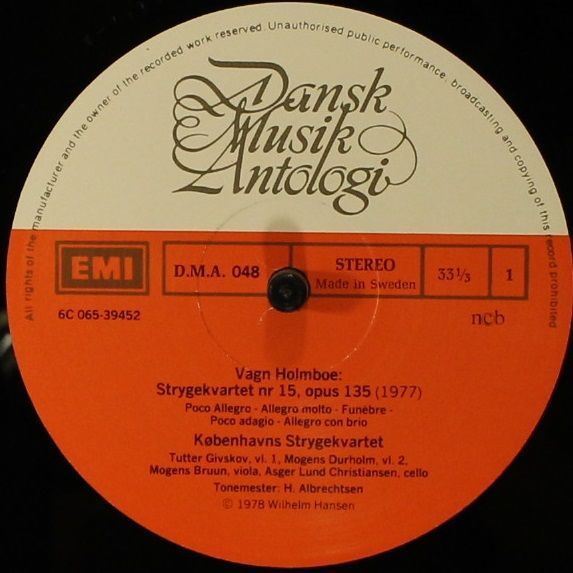 All rights of the manufacturer and the owner of the recorded work reserved. Unauthorised public performance, broadcasting and copying of this record prohibited
Dansk
Musik
Antologi
EMI
D.M.A. 048
STEREO
Made in Sweden
33⅓
1
6C 065-39452
ncb
Vagn Holmboe:
Strygekvartet nr 15, opus 135 (1977)
Poco Allegro - Allegro molto - Funèbre -
Poco adagio - Allegro con brio
Københavns Strygekvartet
Tutter Givskov, vl. 1, Mogens Durholm, vl. 2,
Mogens Bruun, viola, Asger Lund Christiansen, cello
Tonemester: H. Albrechtsen
© 1978 Wilhelm Hansen